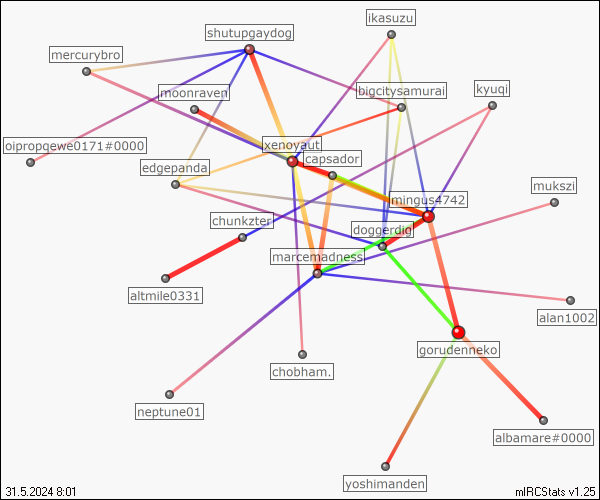 ikasuzu
shutupgaydog
mercurybro
moonraven
bigcitysamurai
kyuqi
oipropqewe0171#0000
xenoyaut
capsador
edgepanda
mingus4742
mukszi
chunkzter
doggerdig
marcemadness
altmile0331
alan1002
gorudenneko
chobham.
neptune01
albamare#0000
yoshimanden
31.5.2024 8:01
mIRCStats v1.25